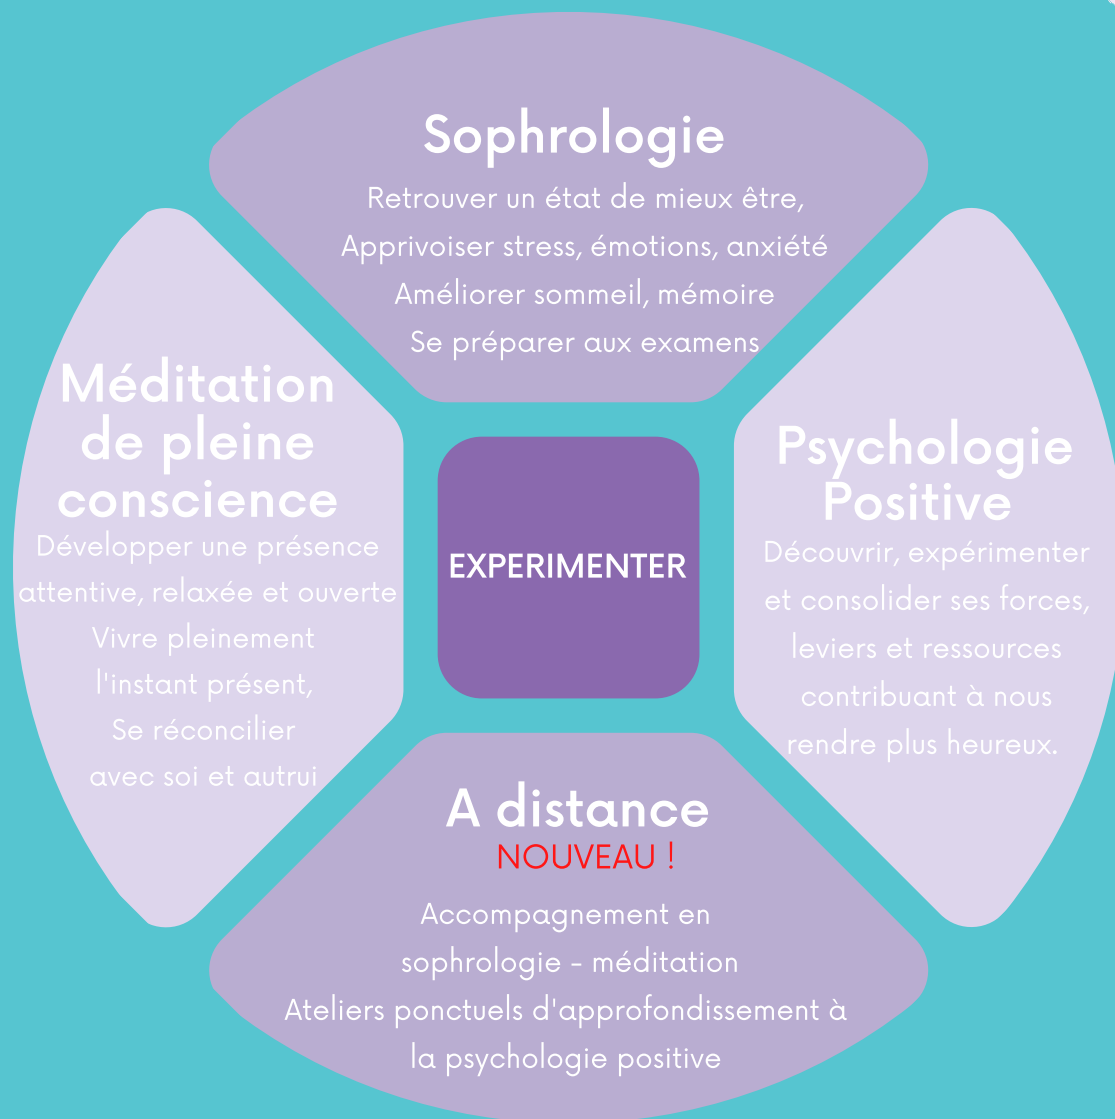 Sophrologie
Retrouver un état de mieux être,
Apprivoiser stress, émotions, anxiété
Améliorer sommeil, mémoire
Se préparer aux examens
Méditation
de pleine
conscience
Développer une présence
attentive, relaxée et ouverte
Vivre pleinement
l'instant présent,
Se réconcilier
avec soi et autrui
EXPERIMENTER
Psychologie
Positive
Découvrir, expérimenter
et consolider ses forces,
leviers et ressources
contribuant à nous
rendre plus heureux.
A distance
NOUVEAU !
Accompagnement en
sophrologie - méditation
Ateliers ponctuels d'approfondissement à
la psychologie positive